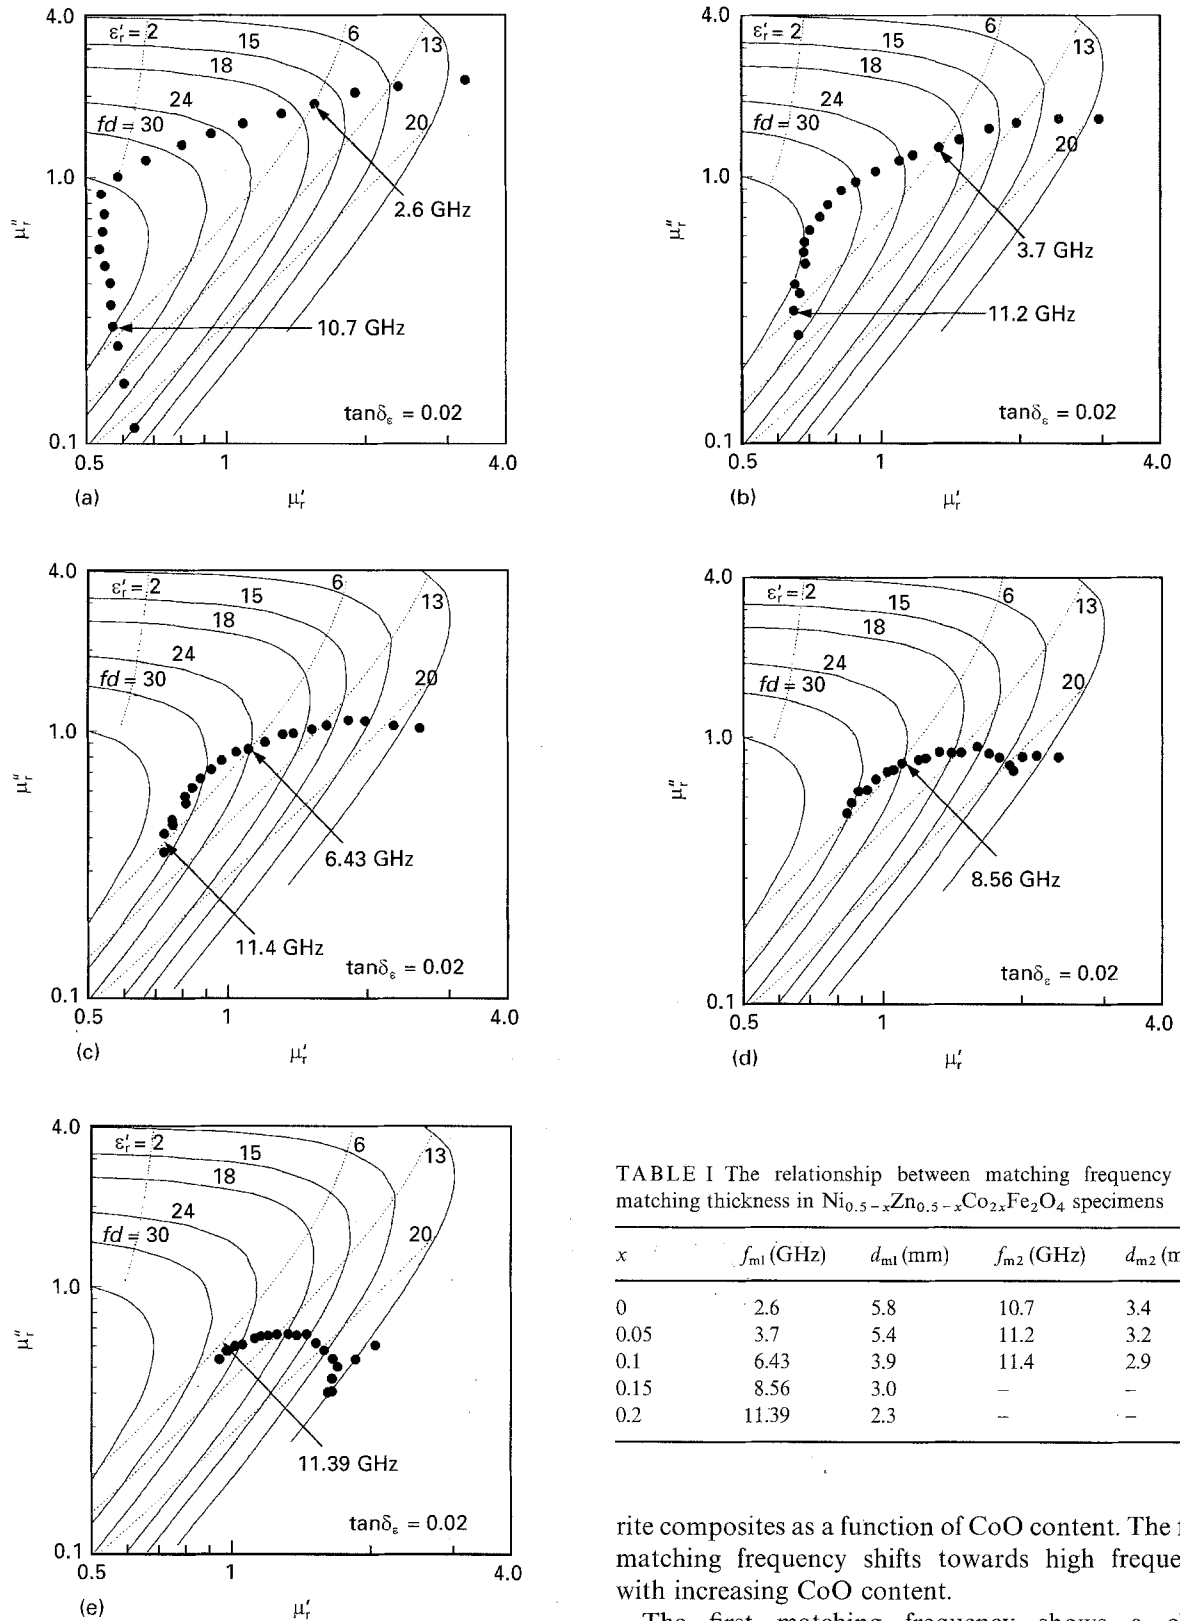 4.0
ε′r = 2
15
6
13
18
24
fd = 30
20
1.0
μ″r
2.6 GHz
10.7 GHz
tanδε = 0.02
0.1
0.5
1
4.0
(a)
μ′r
4.0
ε′r = 2
15
6
13
18
24
fd = 30
20
1.0
μ″r
3.7 GHz
11.2 GHz
tanδε = 0.02
0.1
0.5
1
4.0
(b)
μ′r
4.0
ε′r = 2
15
6
13
18
24
fd = 30
20
1.0
μ″r
6.43 GHz
11.4 GHz
tanδε = 0.02
0.1
0.5
1
4.0
(c)
μ′r
4.0
ε′r = 2
15
6
13
18
24
fd = 30
20
1.0
μ″r
8.56 GHz
tanδε = 0.02
0.1
0.5
1
4.0
(d)
μ′r
4.0
ε′r = 2
15
6
13
18
24
fd = 30
20
1.0
μ″r
11.39 GHz
tanδε = 0.02
0.1
0.5
1
4.0
(e)
μ′r
TABLE I The relationship between matching frequency
matching thickness in Ni0.5−xZn0.5−xCo2xFe2O4 specimens
x fm1 (GHz) dm1 (mm) fm2 (GHz) dm2 (m
0 2.6 5.8 10.7 3.4
0.05 3.7 5.4 11.2 3.2
0.1 6.43 3.9 11.4 2.9
0.15 8.56 3.0 – –
0.2 11.39 2.3 – –
rite composites as a function of CoO content. The f
matching frequency shifts towards high freque
with increasing CoO content.
The first matching frequency shows a